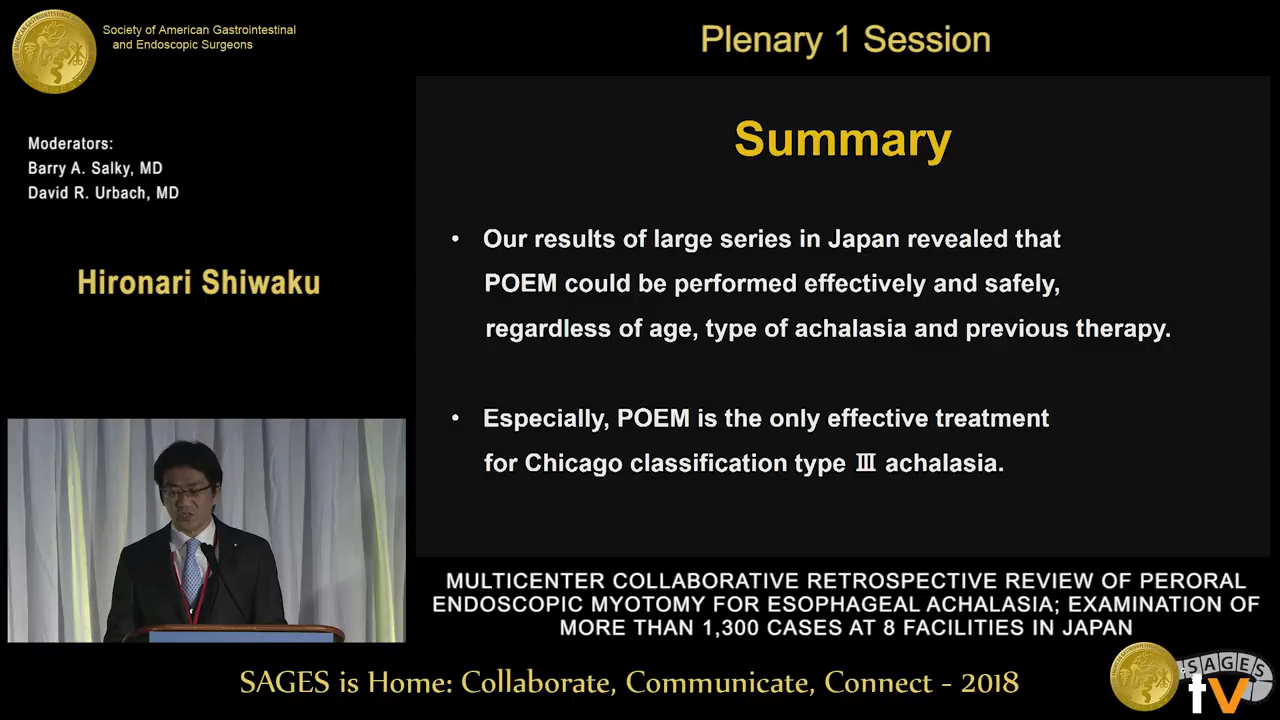 Society of American Gastrointestinal
and Endoscopic Surgeons
Plenary 1 Session
Moderators:
Barry A. Salky, MD
David R. Urbach, MD
Hironari Shiwaku
Summary
• Our results of large series in Japan revealed that
POEM could be performed effectively and safely,
regardless of age, type of achalasia and previous therapy.
• Especially, POEM is the only effective treatment
for Chicago classification type Ⅲ achalasia.
MULTICENTER COLLABORATIVE RETROSPECTIVE REVIEW OF PERORAL
ENDOSCOPIC MYOTOMY FOR ESOPHAGEAL ACHALASIA; EXAMINATION OF
MORE THAN 1,300 CASES AT 8 FACILITIES IN JAPAN
SAGES is Home: Collaborate, Communicate, Connect - 2018
SAGES
tv